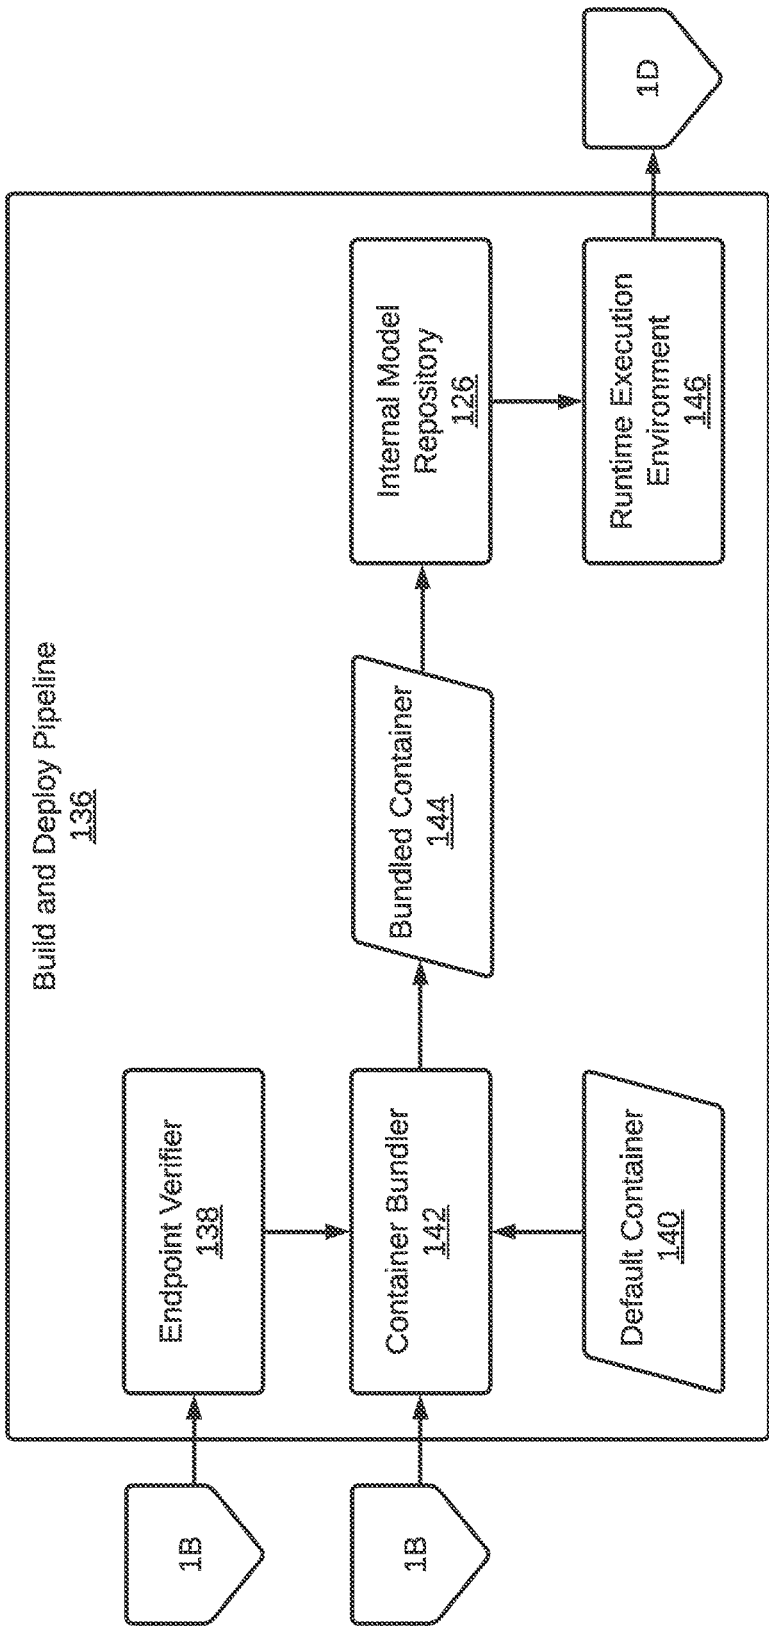 Build and Deploy Pipeline
136
1B
Endpoint Verifier
138
1B
Container Bundler
142
Bundled Container
144
Internal Model
Repository
126
Default Container
140
Runtime Execution
Environment
146
1D